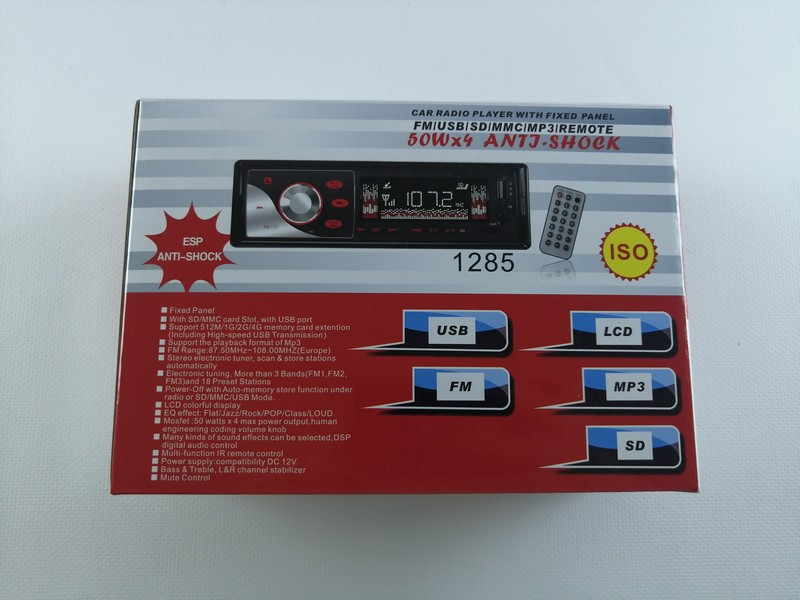 CAR RADIO PLAYER WITH FIXED PANEL
FM/USB/SD/MMC/MP3/REMOTE
50Wx4 ANTI-SHOCK
107.2
1285
ESP
ANTI-SHOCK
ISO
Fixed Panel
With SD/MMC card Slot, with USB port
Support 512M/1G/2G/4G memory card extention
(Including High-speed USB Transmission)
Support the playback format of Mp3
FM Range:87.50MHz~108.00MHZ(Europe)
Stereo electronic tuner, scan & store stations
automatically
Electronic tuning, More than 3 Bands(FM1,FM2,
FM3)and 18 Preset Stations
Power-Off with Auto-memory store function under
radio or SD/MMC/USB Mode.
LCD colorful display
EQ effect: Flat/Jazz/Rock/POP/Class/LOUD
Mosfet :50 watts x 4 max power output,human
engineering coding volume knob
Many kinds of sound effects can be selected,DSP
digital audio control
Multi-function IR remote control
Power supply:compatibility DC 12V
Bass & Treble, L&R channel stabilizer
Mute Control
USB
LCD
FM
MP3
SD